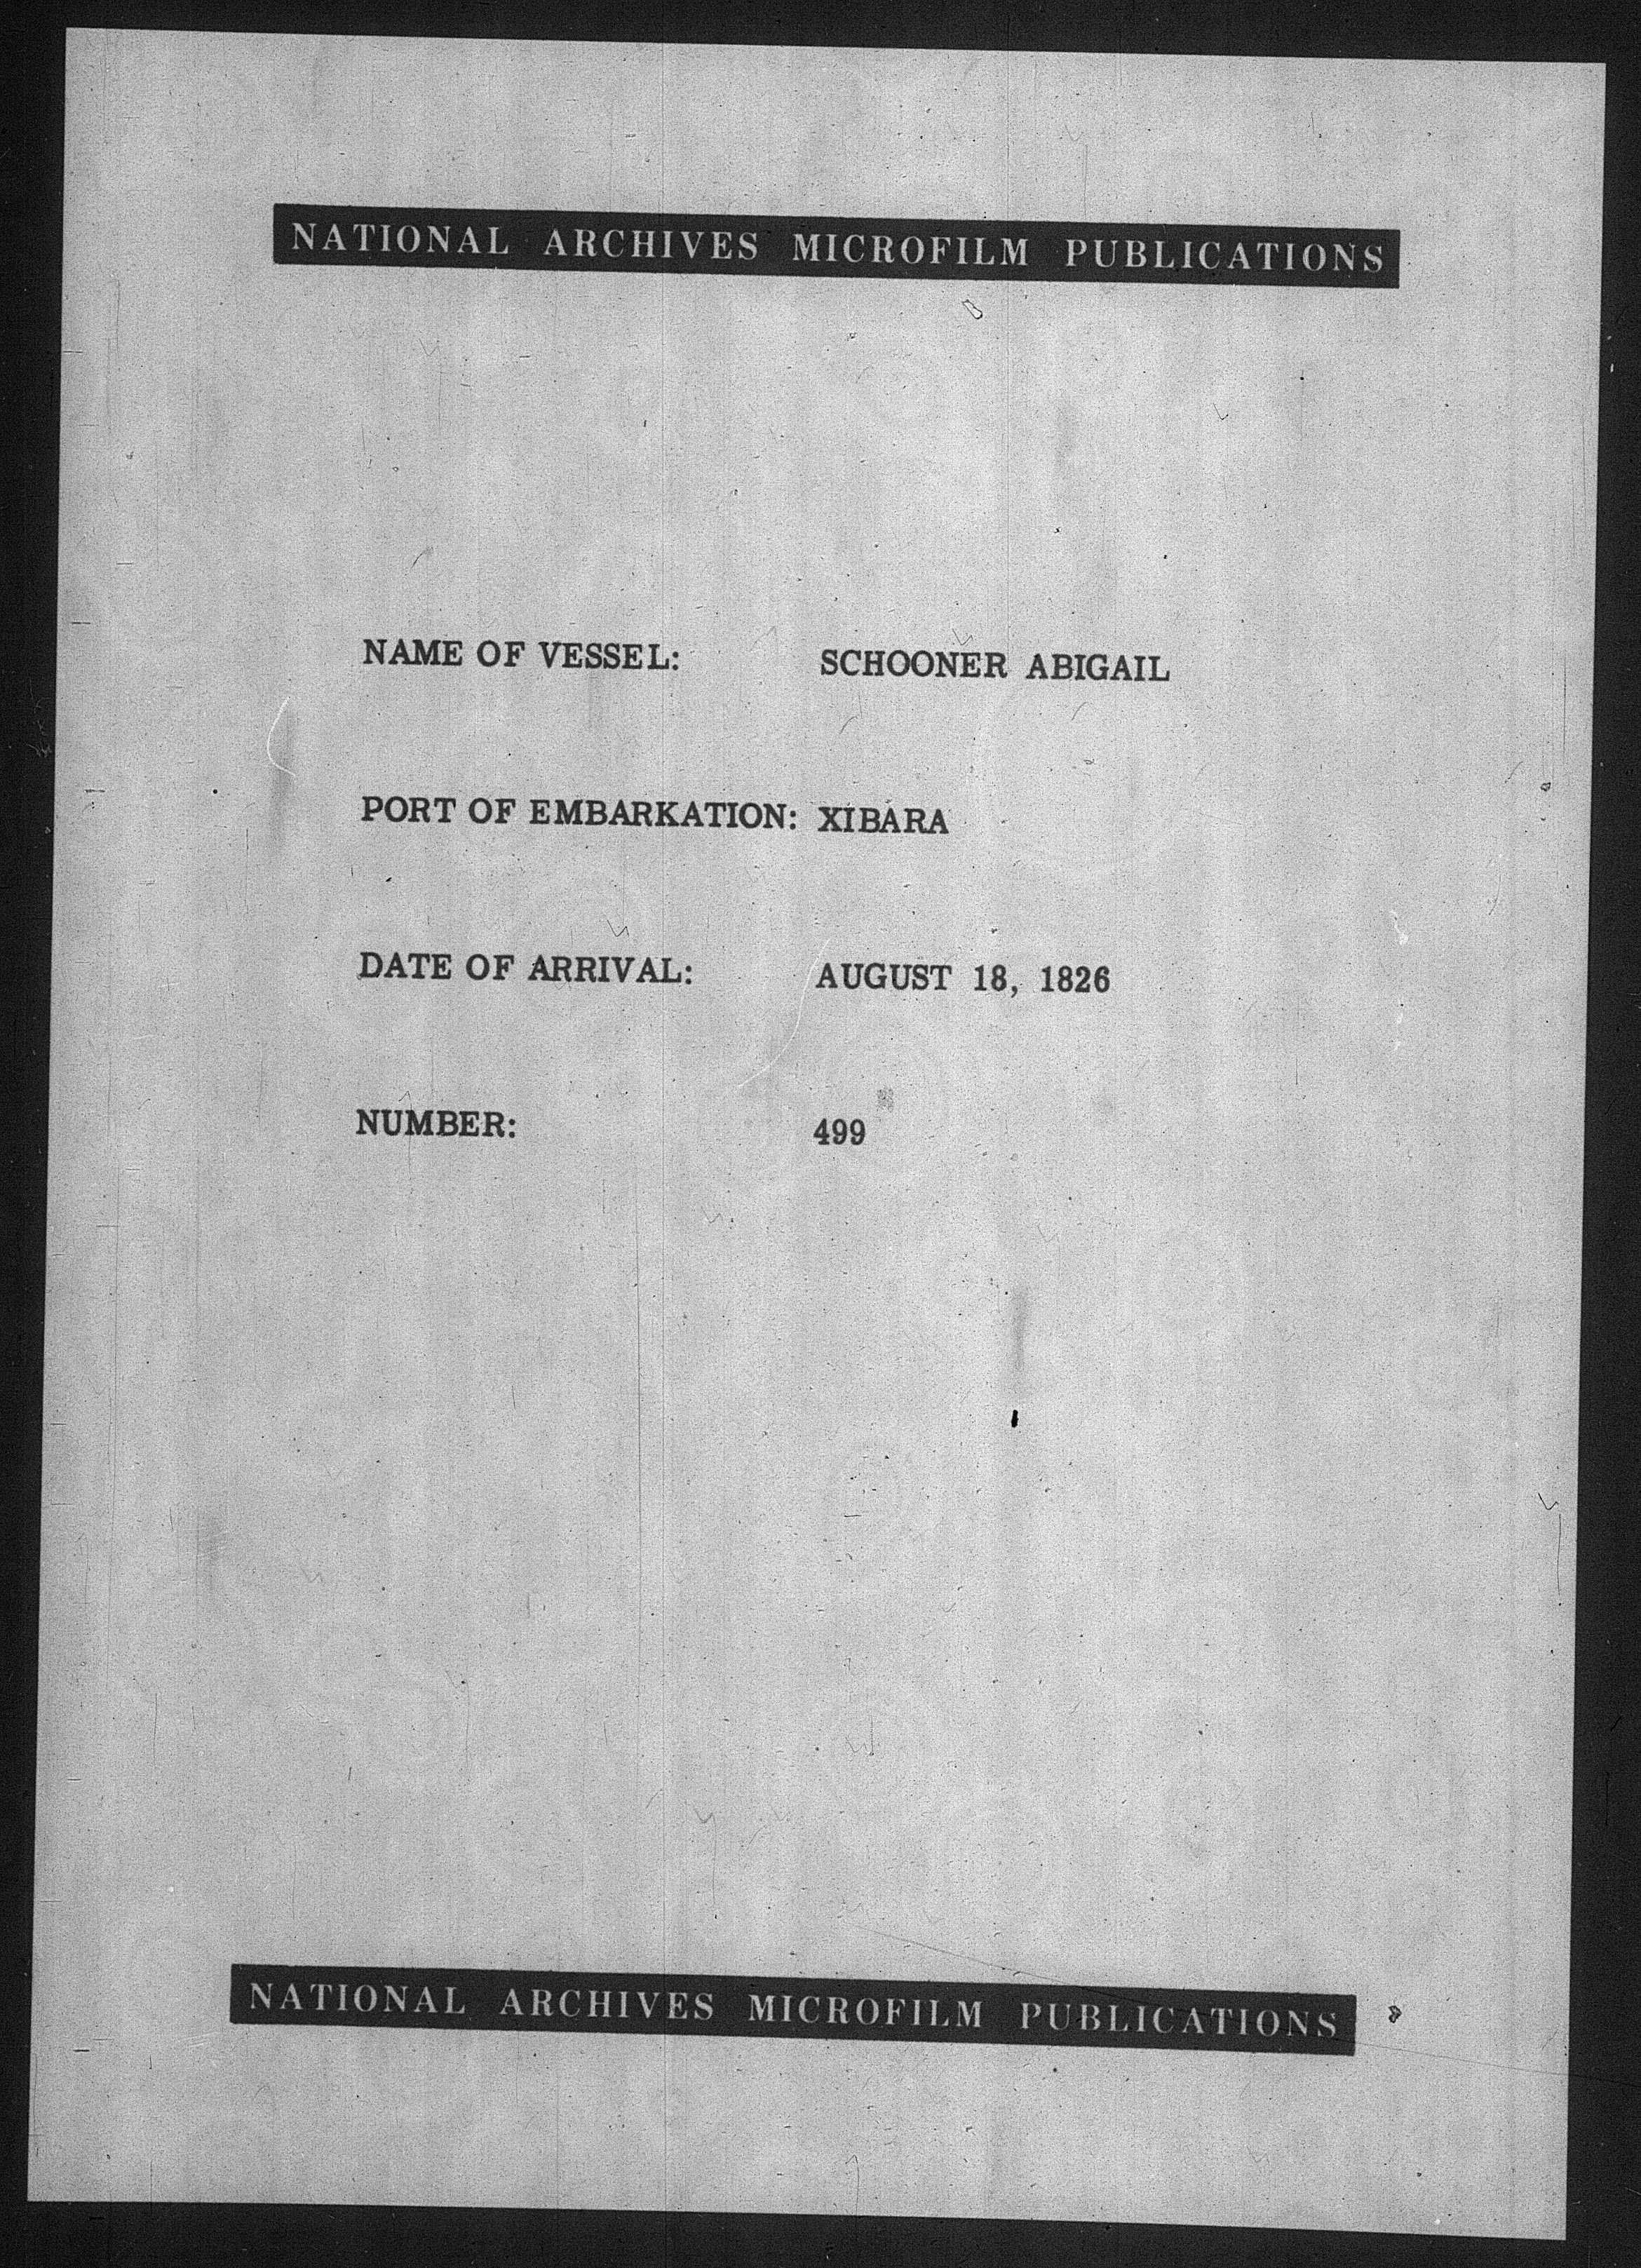 NATIONAL ARCHIVES MICROFILM PUBLICATIONS
NAME OF VESSEL: SCHOONER ABIGAIL
PORT OF EMBARKATION: XIBARA
DATE OF ARRIVAL: AUGUST 18, 1826
NUMBER: 499
NATIONAL ARCHIVES MICROFILM PUBLICATIONS